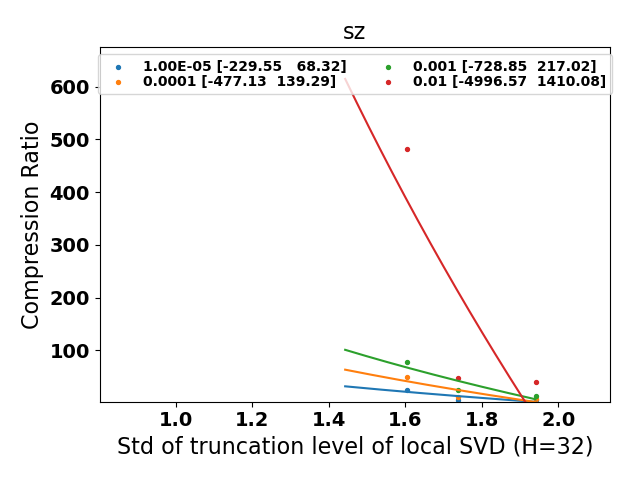 sz
1.00E-05 [-229.55   68.32]
0.0001 [-477.13  139.29]
0.001 [-728.85  217.02]
0.01 [-4996.57  1410.08]
600
500
400
300
200
100
Compression Ratio
1.0 1.2 1.4 1.6 1.8 2.0
Std of truncation level of local SVD (H=32)